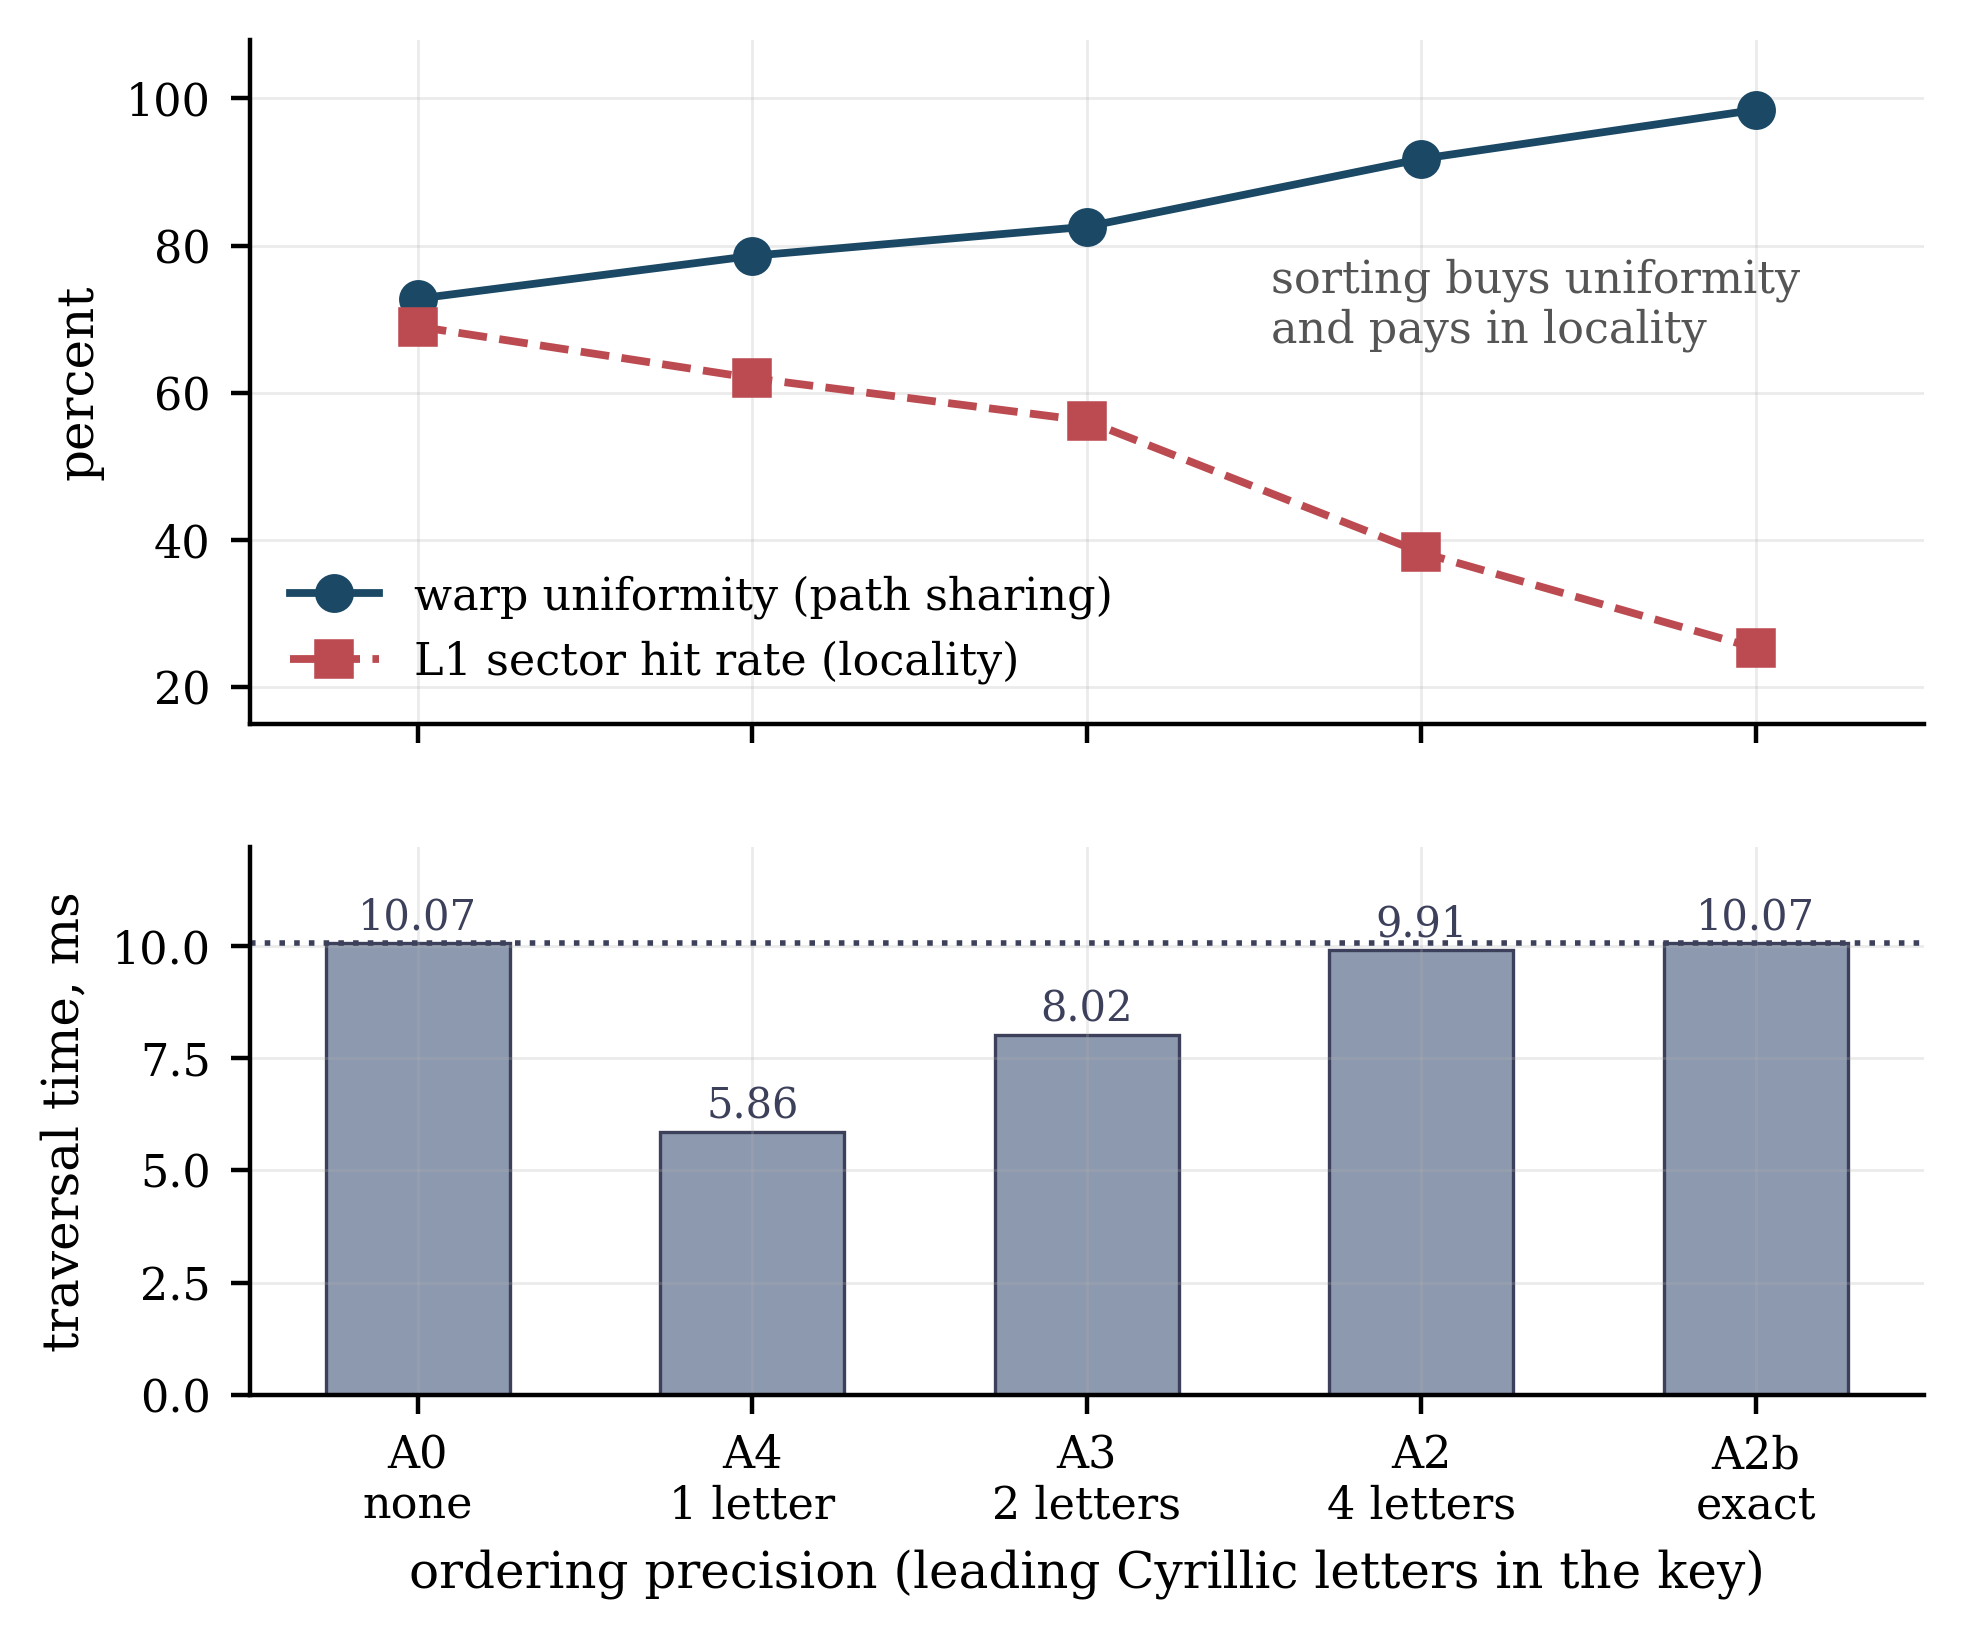 100
80
60
40
20
percent
sorting buys uniformity
and pays in locality
warp uniformity (path sharing)
L1 sector hit rate (locality)
10.0
7.5
5.0
2.5
0.0
traversal time, ms
10.07
5.86
8.02
9.91
10.07
A0
none
A4
1 letter
A3
2 letters
A2
4 letters
A2b
exact
ordering precision (leading Cyrillic letters in the key)